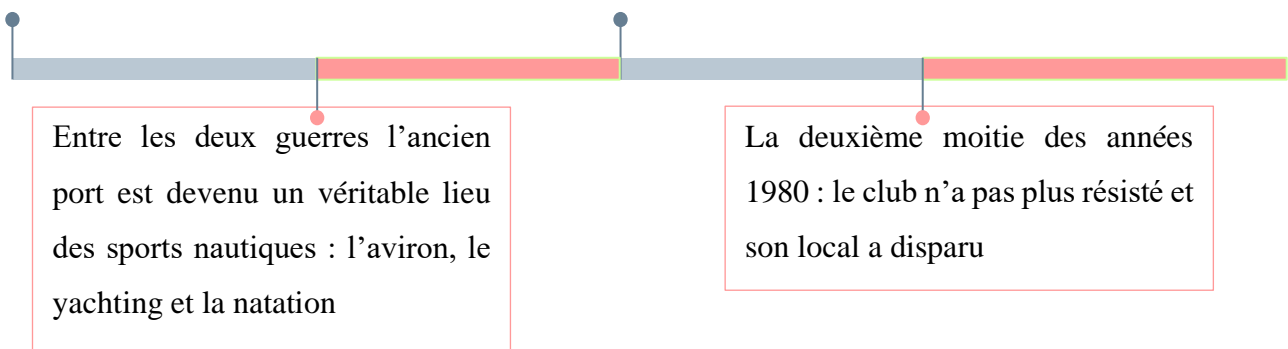 Entre les deux guerres l’ancien
port est devenu un véritable lieu
des sports nautiques : l’aviron, le
yachting et la natation
La deuxième moitie des années
1980 : le club n’a pas plus résisté et
son local a disparu